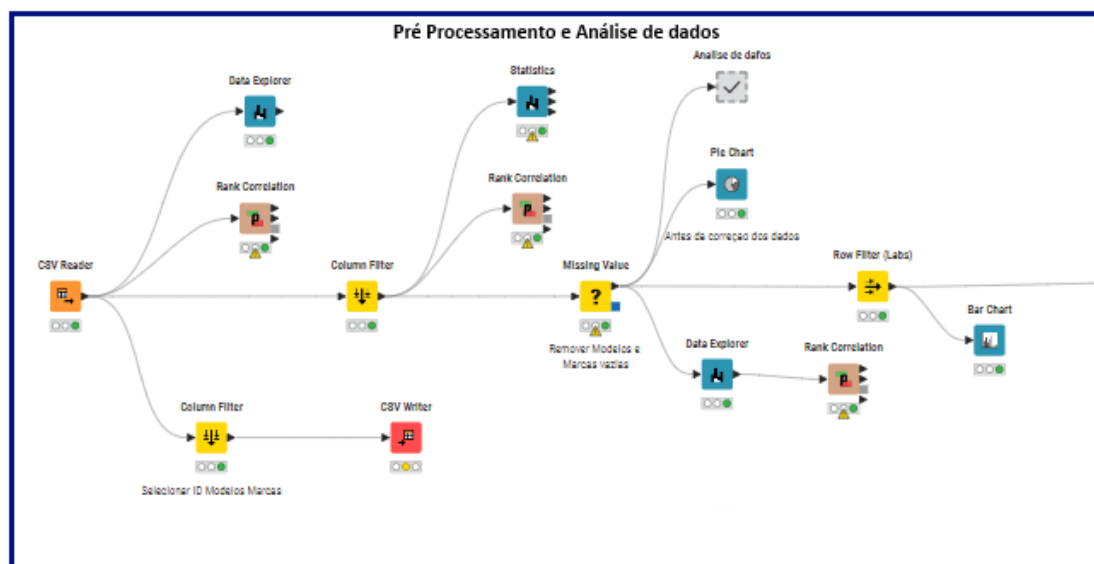 Pré Processamento e Análise de dados
Analise de dafos
Statistics
Data Explorer
Pie Chart
Rank Correlation
Rank Correlation
Antes da correçao dos dados
Row Filter (Labs)
CSV Reader
Column Filter
Missing Value
Bar Chart
Remover Modelos e
Marcas vazias
Data Explorer
Rank Correlation
Column Filter
CSV Writer
Selecionar ID Modelos Marcas